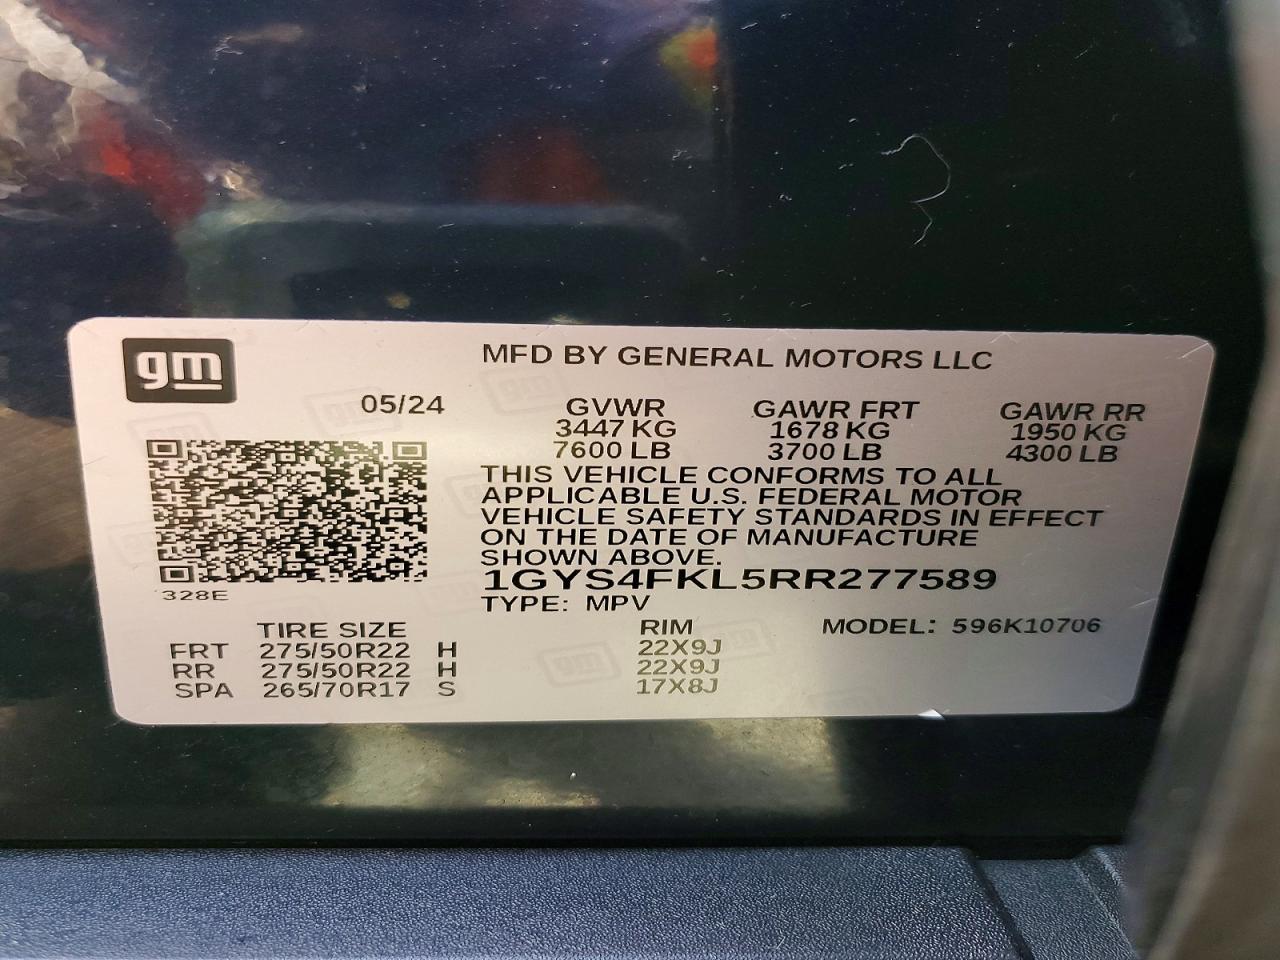 gm
MFD BY GENERAL MOTORS LLC
05/24
GVWR GAWR FRT GAWR RR
3447 KG 1678 KG 1950 KG
7600 LB 3700 LB 4300 LB
THIS VEHICLE CONFORMS TO ALL
APPLICABLE U.S. FEDERAL MOTOR
VEHICLE SAFETY STANDARDS IN EFFECT
ON THE DATE OF MANUFACTURE
SHOWN ABOVE.
1GYS4FKL5RR277589
328E
TYPE: MPV
TIRE SIZE RIM MODEL: 596K10706
FRT 275/50R22 H 22X9J
RR 275/50R22 H 22X9J
SPA 265/70R17 S 17X8J